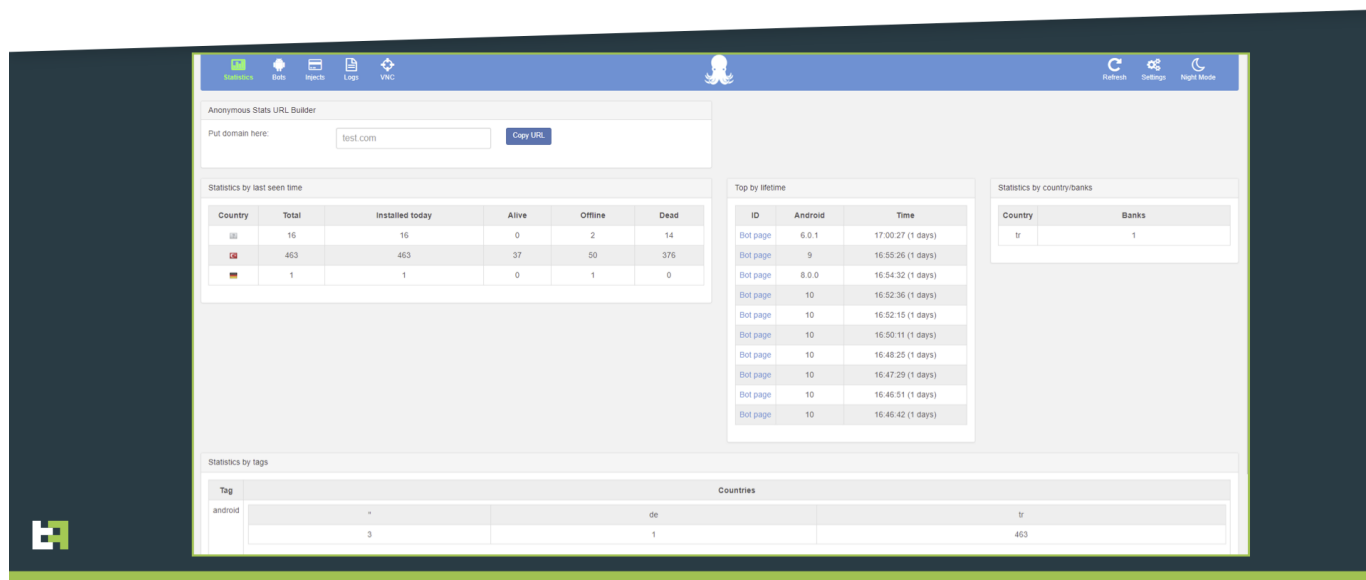 Statistics Bots Injects Logs VNC Refresh Settings Night Mode
Anonymous Stats URL Builder
Put domain here: test.com Copy URL
Statistics by last seen time
Country Total Installed today Alive Offline Dead
16 16 0 2 14
463 463 37 50 376
1 1 0 1 0
Top by lifetime
ID Android Time
Bot page 6.0.1 17:00:27 (1 days)
Bot page 9 16:55:26 (1 days)
Bot page 8.0.0 16:54:32 (1 days)
Bot page 10 16:52:36 (1 days)
Bot page 10 16:52:15 (1 days)
Bot page 10 16:50:11 (1 days)
Bot page 10 16:48:25 (1 days)
Bot page 10 16:47:29 (1 days)
Bot page 10 16:46:51 (1 days)
Bot page 10 16:46:42 (1 days)
Statistics by country/banks
Country Banks
tr 1
Statistics by tags
Tag Countries
android
* de tr
3 1 463